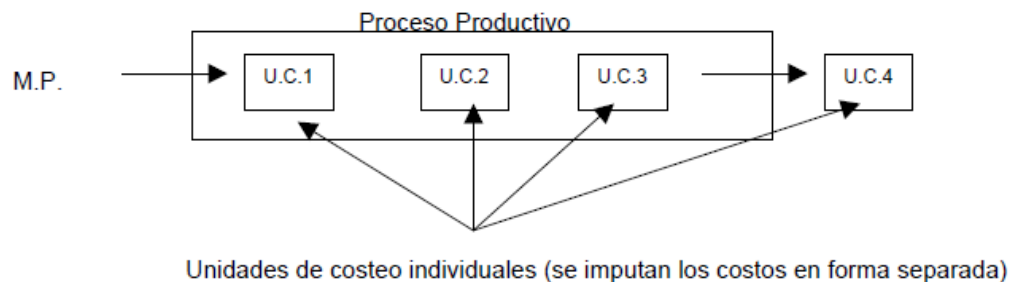 Proceso Productivo
M.P.
U.C.1
U.C.2
U.C.3
U.C.4
Unidades de costeo individuales (se imputan los costos en forma separada)